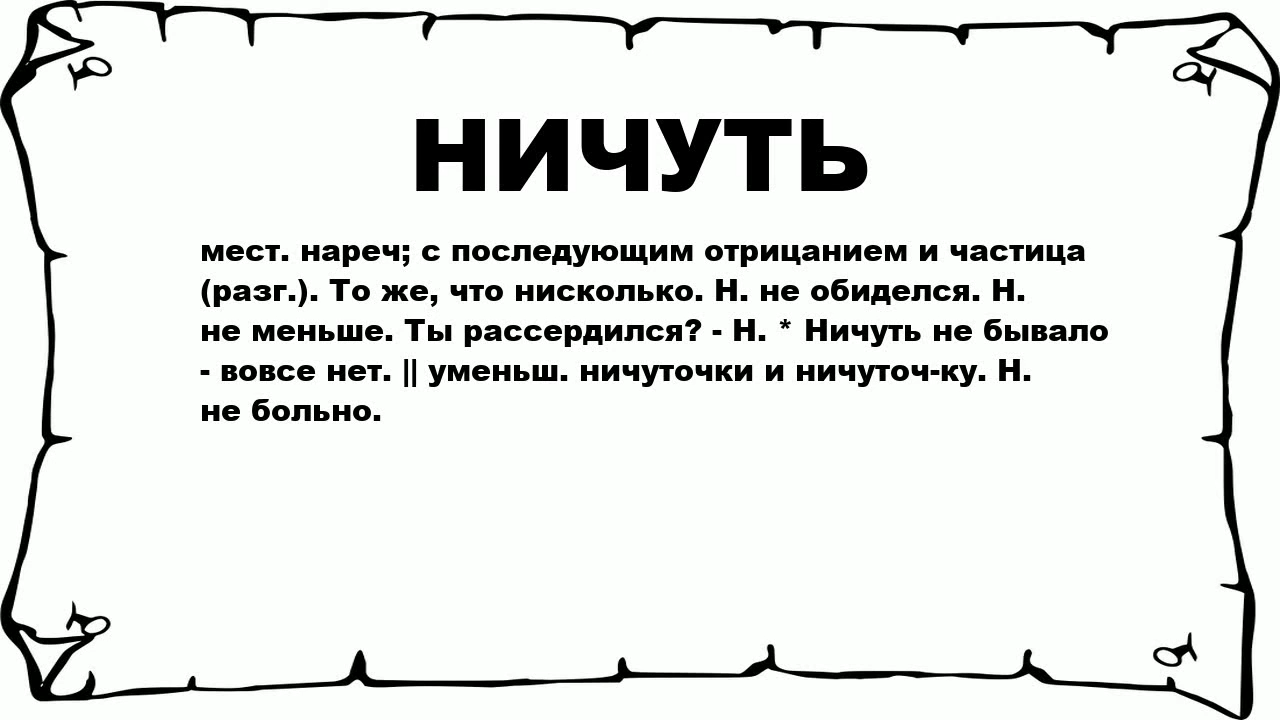 НИЧУТЬ
мест. нареч; с последующим отрицанием и частица
(разг.). То же, что нисколько. Н. не обиделся. Н.
не меньше. Ты рассердился? - Н. * Ничуть не бывало
- вовсе нет. || уменьш. ничуточки и ничуточ-ку. Н.
не больно.